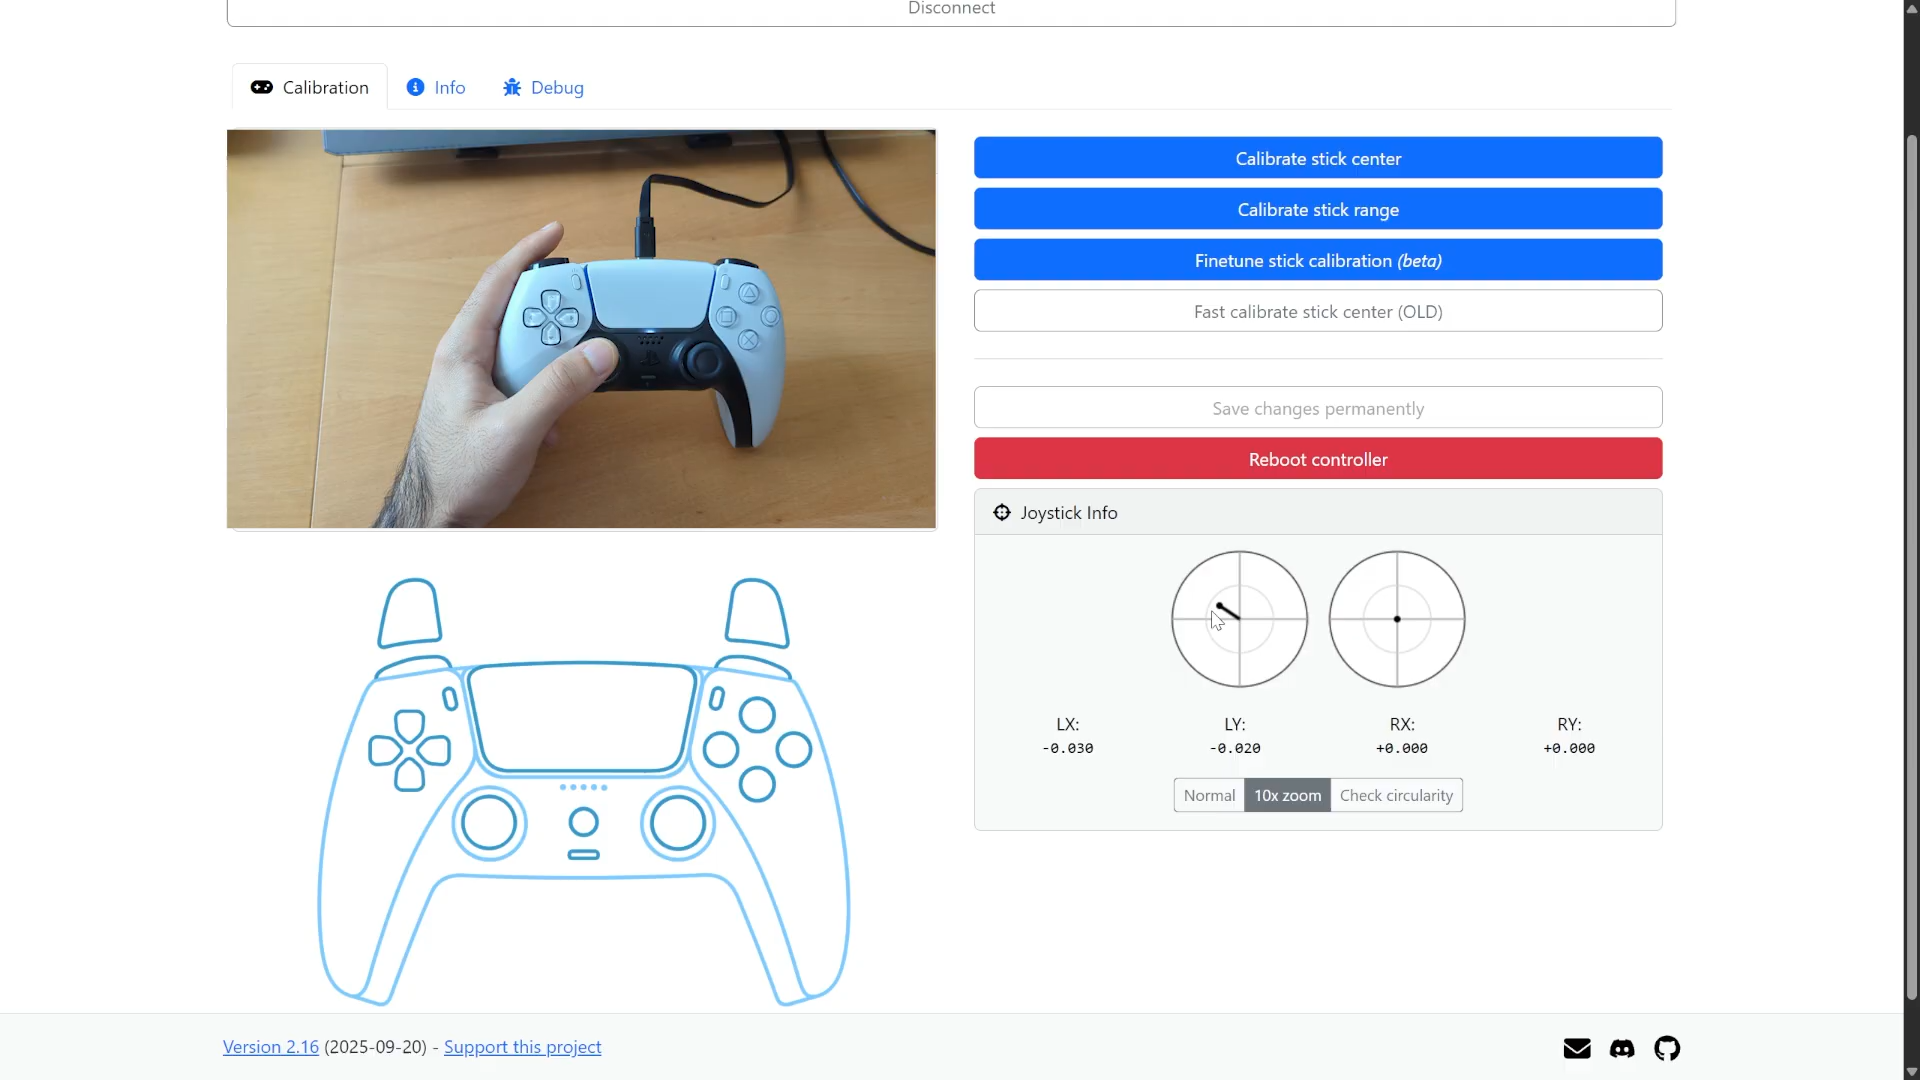 Disconnect
Calibration
Info
Debug
Calibrate stick center
Calibrate stick range
Finetune stick calibration (beta)
Fast calibrate stick center (OLD)
Save changes permanently
Reboot controller
Joystick Info
LX: LY: RX: RY:
-0.030 -0.020 +0.000 +0.000
Normal 10x zoom Check circularity
Version 2.16 (2025-09-20) - Support this project